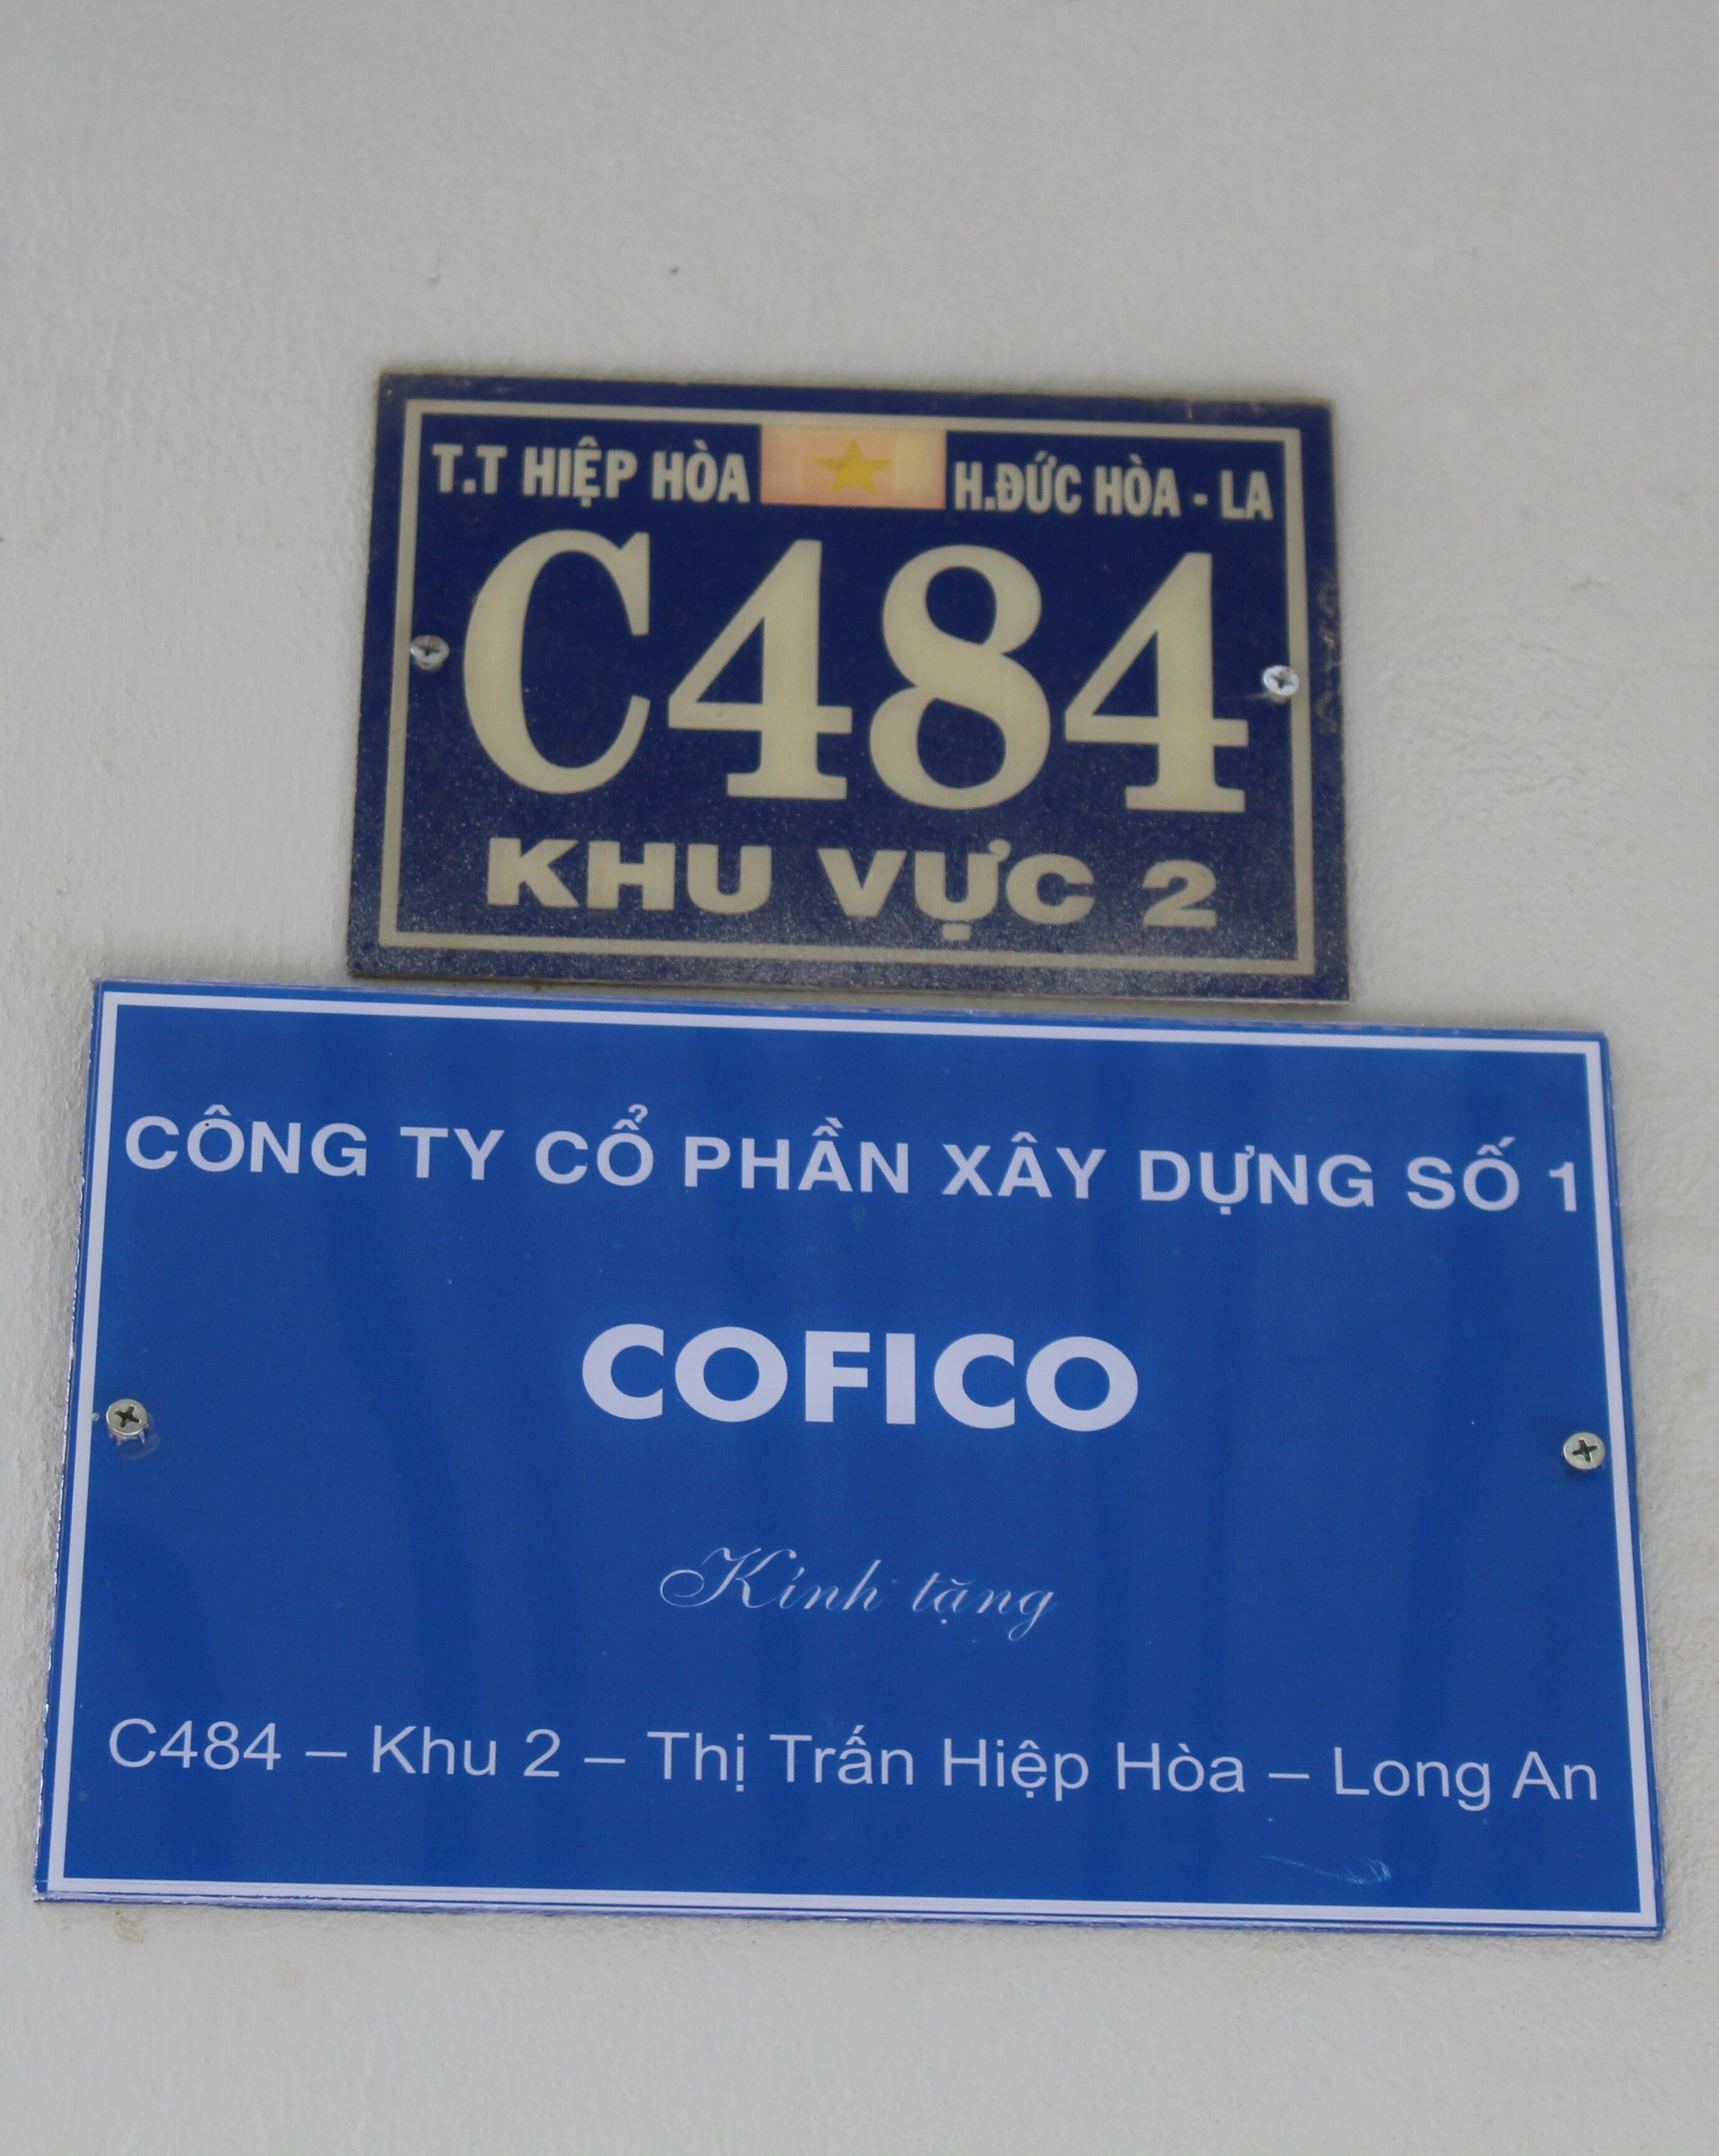 T.T HIỆP HÒA H.ĐỨC HÒA - LA
C484
KHU VỰC 2
CÔNG TY CỔ PHẦN XÂY DỰNG SỐ 1
COFICO
Kính tặng
C484 – Khu 2 – Thị Trấn Hiệp Hòa – Long An